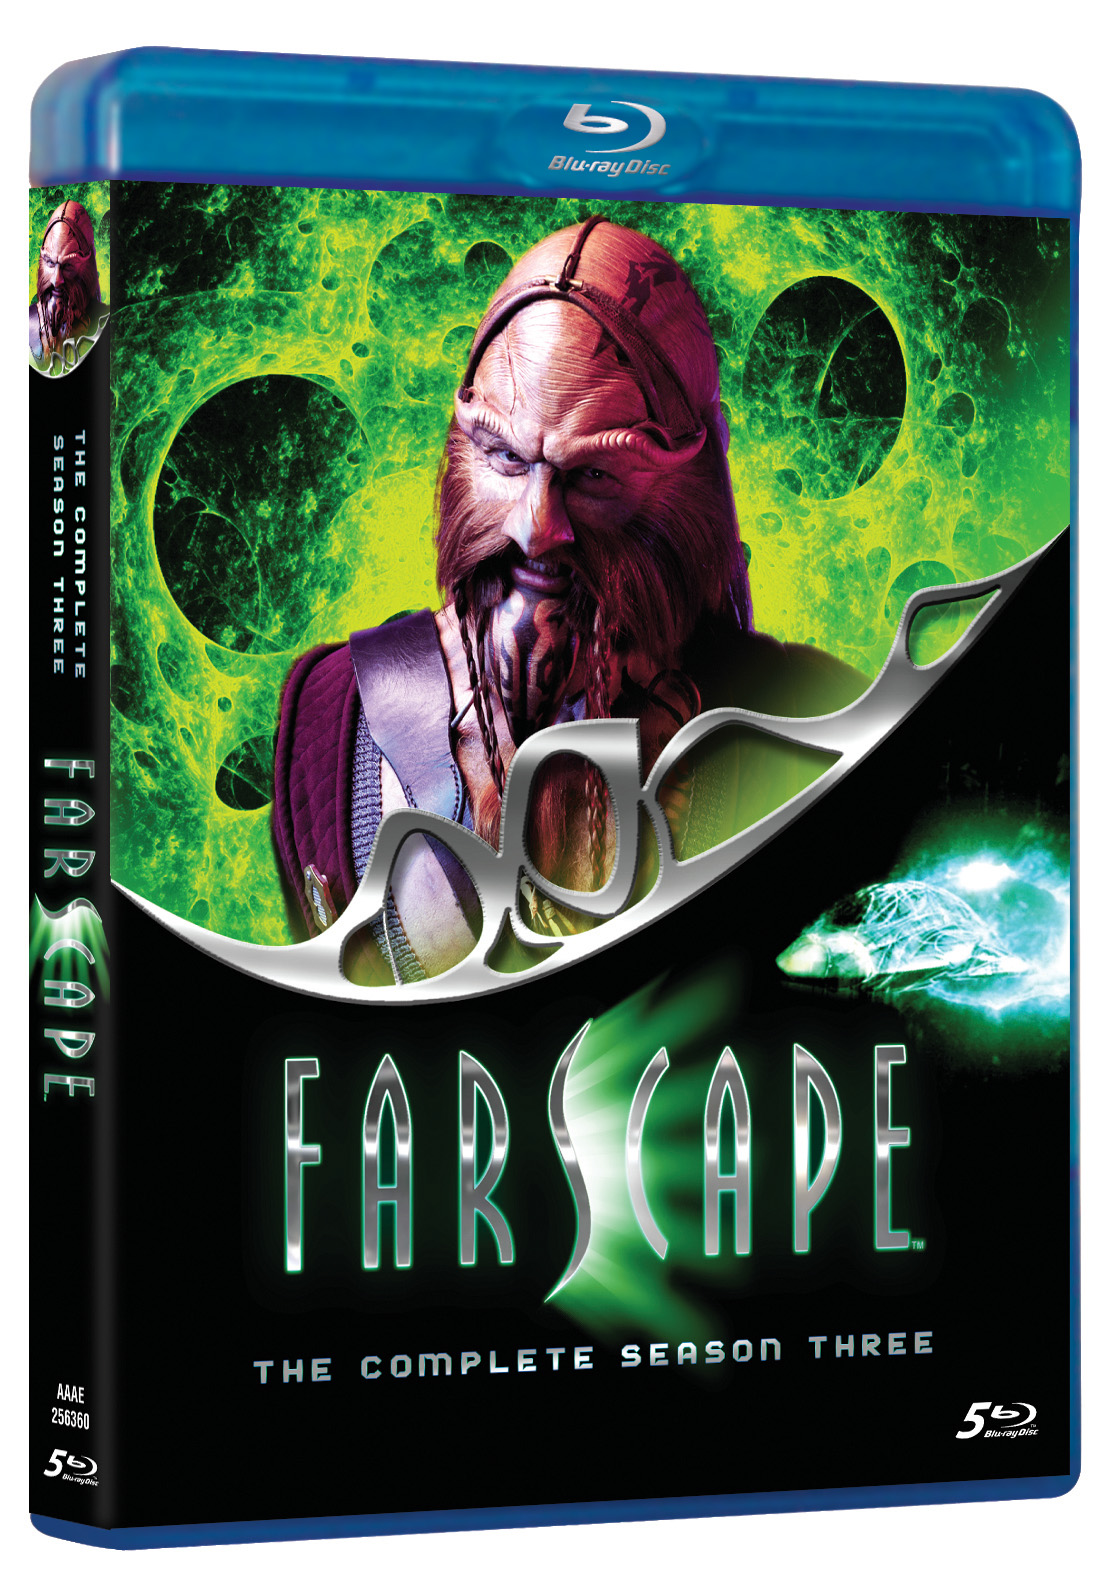 Blu-ray Disc
THE COMPLETE
SEASON THREE
FARSCAPE
AAAE
256360
5 Blu-ray Disc
FARSCAPE™
THE COMPLETE SEASON THREE
5 Blu-ray Disc